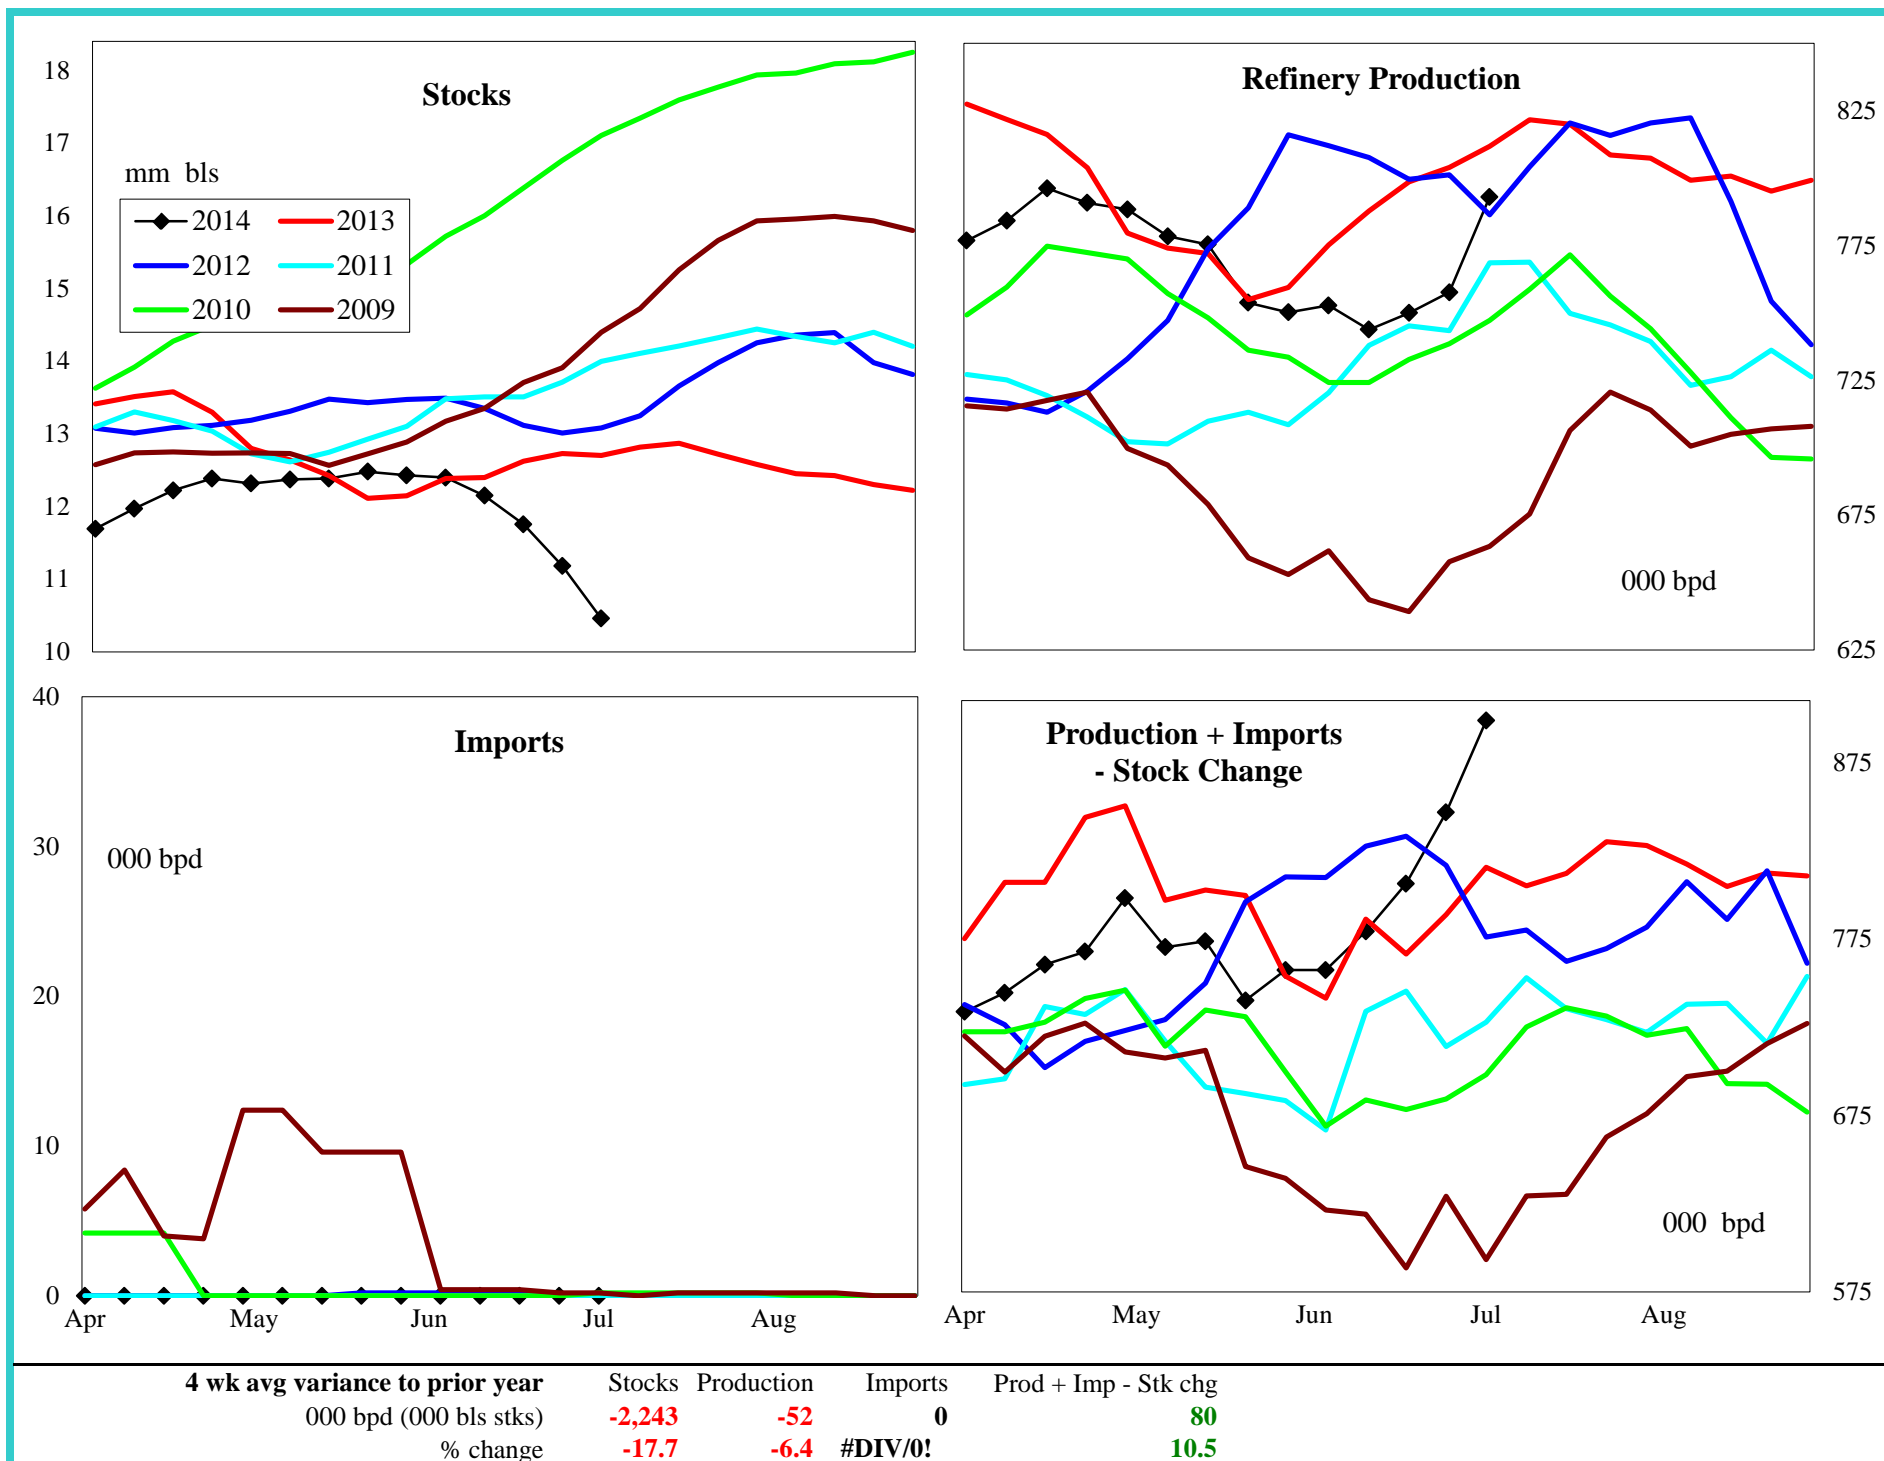 Stocks
mm bls
2014 2013
2012 2011
2010 2009
18
17
16
15
14
13
12
11
10
Refinery Production
000 bpd
825
775
725
675
625
Imports
000 bpd
40
30
20
10
0
Apr May Jun Jul Aug
Production + Imports
- Stock Change
000 bpd
875
775
675
575
Apr May Jun Jul Aug
4 wk avg variance to prior year Stocks Production Imports Prod + Imp - Stk chg
000 bpd (000 bls stks) -2,243 -52 0 80
% change -17.7 -6.4 #DIV/0! 10.5